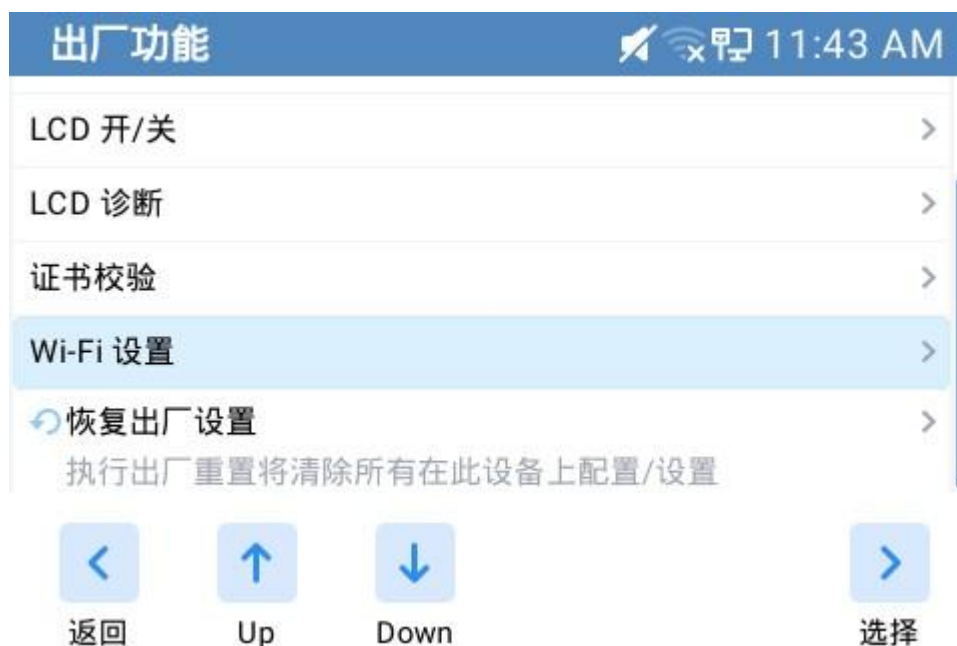 出厂功能 11:43 AM
LCD 开/关
LCD 诊断
证书校验
Wi-Fi 设置
恢复出厂设置
执行出厂重置将清除所有在此设备上配置/设置
返回 Up Down 选择